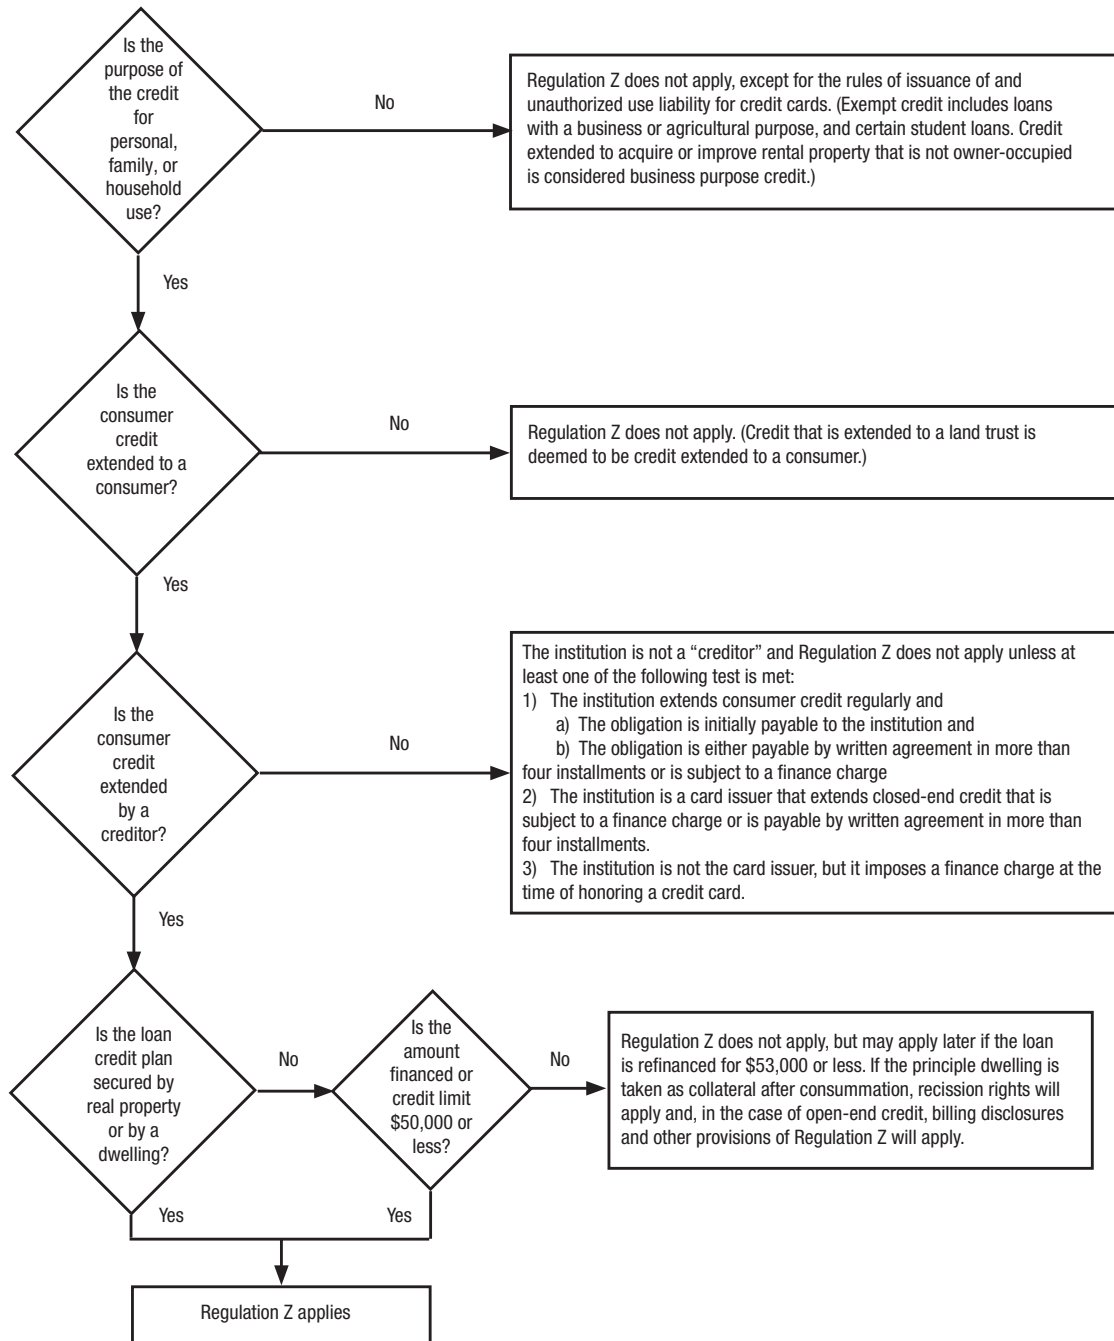 Is the
purpose of
the credit
for
personal,
family, or
household
use?
No
Regulation Z does not apply, except for the rules of issuance of and
unauthorized use liability for credit cards. (Exempt credit includes loans
with a business or agricultural purpose, and certain student loans. Credit
extended to acquire or improve rental property that is not owner-occupied
is considered business purpose credit.)
Yes
Is the
consumer
credit
extended to a
consumer?
No
Regulation Z does not apply. (Credit that is extended to a land trust is
deemed to be credit extended to a consumer.)
Yes
Is the
consumer
credit
extended
by a
creditor?
No
The institution is not a “creditor” and Regulation Z does not apply unless at
least one of the following test is met:
1) The institution extends consumer credit regularly and
a) The obligation is initially payable to the institution and
b) The obligation is either payable by written agreement in more than
four installments or is subject to a finance charge
2) The institution is a card issuer that extends closed-end credit that is
subject to a finance charge or is payable by written agreement in more than
four installments.
3) The institution is not the card issuer, but it imposes a finance charge at the
time of honoring a credit card.
Yes
Is the loan
credit plan
secured by
real property
or by a
dwelling?
No
Is the
amount
financed or
credit limit
$50,000 or
less?
No
Regulation Z does not apply, but may apply later if the loan
is refinanced for $53,000 or less. If the principle dwelling is
taken as collateral after consummation, recission rights will
apply and, in the case of open-end credit, billing disclosures
and other provisions of Regulation Z will apply.
Yes
Yes
Regulation Z applies